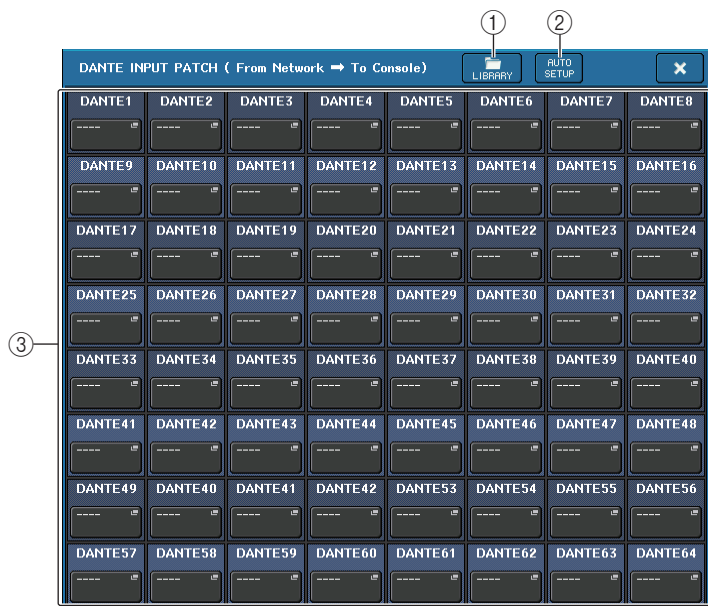 ① ②
DANTE INPUT PATCH ( From Network ➡ To Console) LIBRARY AUTO SETUP ×
DANTE1 DANTE2 DANTE3 DANTE4 DANTE5 DANTE6 DANTE7 DANTE8
---- ---- ---- ---- ---- ---- ---- ----
DANTE9 DANTE10 DANTE11 DANTE12 DANTE13 DANTE14 DANTE15 DANTE16
---- ---- ---- ---- ---- ---- ---- ----
DANTE17 DANTE18 DANTE19 DANTE20 DANTE21 DANTE22 DANTE23 DANTE24
---- ---- ---- ---- ---- ---- ---- ----
DANTE25 DANTE26 DANTE27 DANTE28 DANTE29 DANTE30 DANTE31 DANTE32
---- ---- ---- ---- ---- ---- ---- ----
③
DANTE33 DANTE34 DANTE35 DANTE36 DANTE37 DANTE38 DANTE39 DANTE40
---- ---- ---- ---- ---- ---- ---- ----
DANTE41 DANTE42 DANTE43 DANTE44 DANTE45 DANTE46 DANTE47 DANTE48
---- ---- ---- ---- ---- ---- ---- ----
DANTE49 DANTE40 DANTE41 DANTE42 DANTE53 DANTE54 DANTE55 DANTE56
---- ---- ---- ---- ---- ---- ---- ----
DANTE57 DANTE58 DANTE59 DANTE60 DANTE61 DANTE62 DANTE63 DANTE64
---- ---- ---- ---- ---- ---- ---- ----